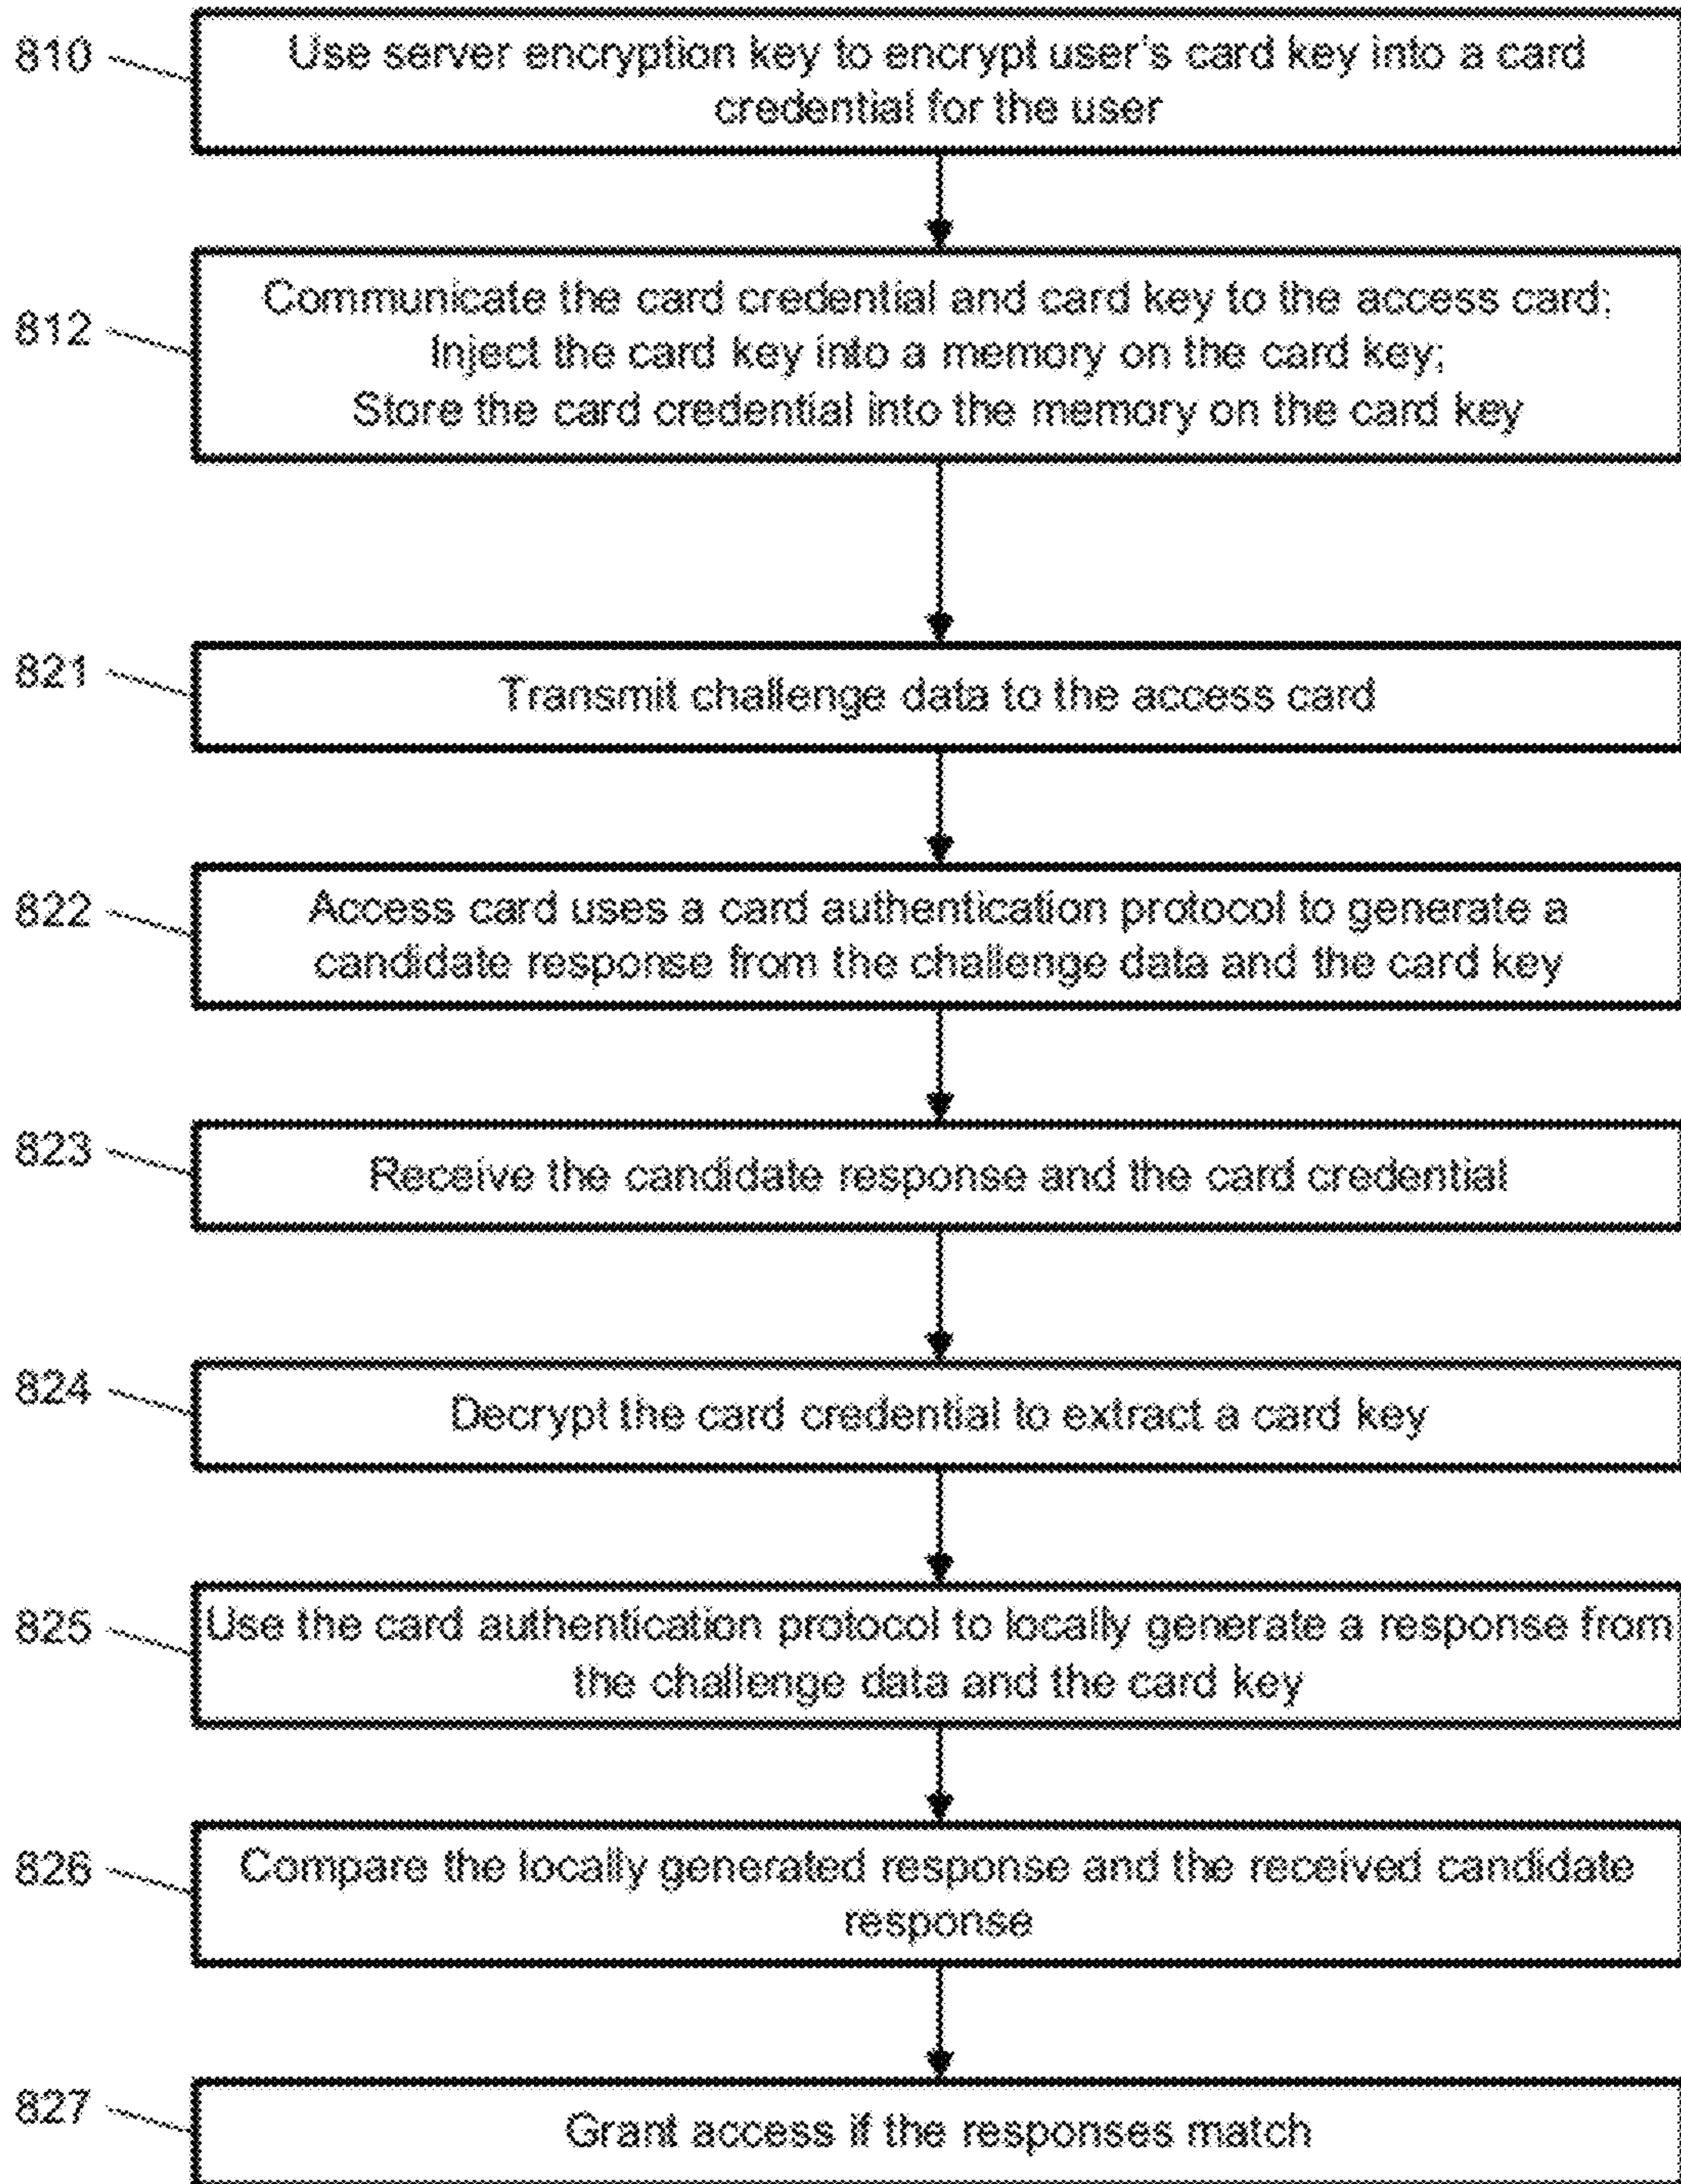 810
Use server encryption key to encrypt user's card key into a card
credential for the user
812
Communicate the card credential and card key to the access card;
Inject the card key into a memory on the card key;
Store the card credential into the memory on the card key
821
Transmit challenge data to the access card
822
Access card uses a card authentication protocol to generate a
candidate response from the challenge data and the card key
823
Receive the candidate response and the card credential
824
Decrypt the card credential to extract a card key
825
Use the card authentication protocol to locally generate a response from
the challenge data and the card key
826
Compare the locally generated response and the received candidate
response
827
Grant access if the responses match